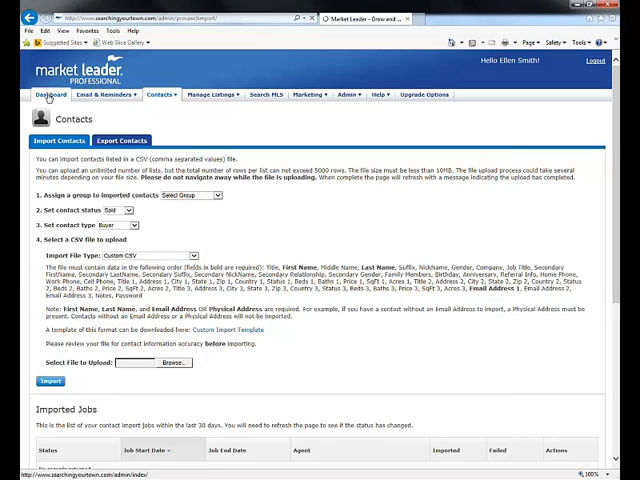 http://www.searchingyourtown.com/admin/prospectimport/
Market Leader - Grow and ...
File Edit View Favorites Tools Help
Suggested Sites Web Slice Gallery
Page Safety Tools
market leader.
PROFESSIONAL
Hello Ellen Smith!
Logout
Dashboard Email & Reminders Contacts Manage Listings Search MLS Marketing Admin Help Upgrade Options
Contacts
Import Contacts Export Contacts
You can import contacts listed in a CSV (comma separated values) file.
You can upload an unlimited number of lists, but the total number of rows per list can not exceed 5000 rows. The file size must be less than 10MB. The file upload process could take several
minutes depending on your file size. Please do not navigate away while the file is uploading. When complete the page will refresh with a message indicating the upload has completed.
1. Assign a group to imported contacts Select Group
2. Set contact status Sold
3. Set contact type Buyer
4. Select a CSV file to upload
Import File Type: Custom CSV
The file must contain data in the following order (fields in bold are required): Title, First Name, Middle Name, Last Name, Suffix, NickName, Gender, Company, Job Title, Secondary
FirstName, Secondary LastName, Secondary Suffix, Secondary NickName, Secondary Relationship, Secondary Gender, Family Members, Birthday, Anniversary, Referral Info, Home Phone,
Work Phone, Cell Phone, Title 1, Address 1, City 1, State 1, Zip 1, Country 1, Status 1, Beds 1, Baths 1, Price 1, SqFt 1, Acres 1, Title 2, Address 2, City 2, State 2, Zip 2, Country 2, Status
2, Beds 2, Baths 2, Price 2, SqFt 2, Acres 2, Title 3, Address 3, City 3, State 3, Zip 3, Country 3, Status 3, Beds 3, Baths 3, Price 3, SqFt 3, Acres 3, Email Address 1, Email Address 2,
Email Address 3, Notes, Password
Note: First Name, Last Name, and Email Address OR Physical Address are required. For example, if you have a contact without an Email Address to import, a Physical Address must be
present. Contacts without an Email Address or a Physical Address will not be imported.
A template of this format can be downloaded here: Custom Import Template
Please review your file for contact information accuracy before importing.
Select File to Upload: Browse...
Import
Imported Jobs
This is the list of your contact import jobs within the last 30 days. You will need to refresh the page to see if the status has changed.
Status Job Start Date Job End Date Agent Imported Failed Actions
http://www.searchingyourtown.com/admin/index/
100%